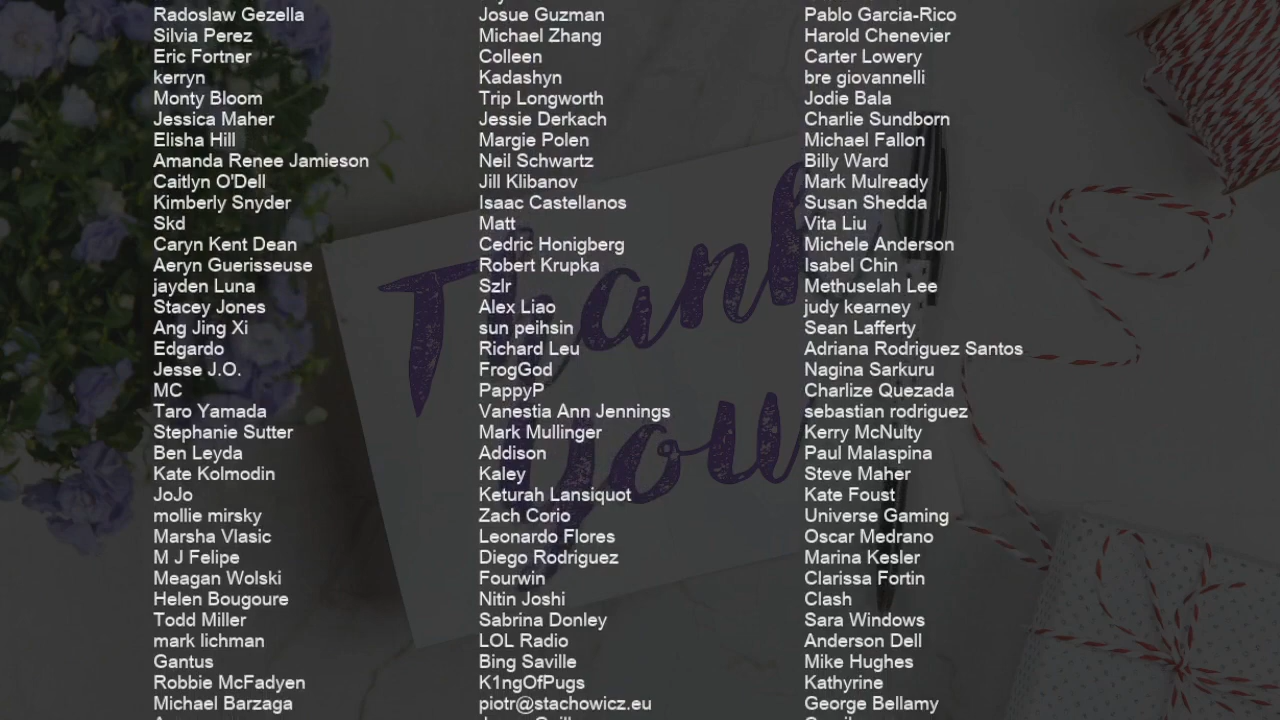 Radoslaw Gezella
Silvia Perez
Eric Fortner
kerryn
Monty Bloom
Jessica Maher
Elisha Hill
Amanda Renee Jamieson
Caitlyn O'Dell
Kimberly Snyder
Skd
Caryn Kent Dean
Aeryn Guerisseuse
jayden Luna
Stacey Jones
Ang Jing Xi
Edgardo
Jesse J.O.
MC
Taro Yamada
Stephanie Sutter
Ben Leyda
Kate Kolmodin
JoJo
mollie mirsky
Marsha Vlasic
M J Felipe
Meagan Wolski
Helen Bougoure
Todd Miller
mark lichman
Gantus
Robbie McFadyen
Michael Barzaga
Josue Guzman
Michael Zhang
Colleen
Kadashyn
Trip Longworth
Jessie Derkach
Margie Polen
Neil Schwartz
Jill Klibanov
Isaac Castellanos
Matt
Cedric Honigberg
Robert Krupka
Szlr
Alex Liao
sun peihsin
Richard Leu
FrogGod
PappyP
Vanestia Ann Jennings
Mark Mullinger
Addison
Kaley
Keturah Lansiquot
Zach Corio
Leonardo Flores
Diego Rodriguez
Fourwin
Nitin Joshi
Sabrina Donley
LOL Radio
Bing Saville
K1ngOfPugs
piotr@stachowicz.eu
Pablo Garcia-Rico
Harold Chenevier
Carter Lowery
bre giovannelli
Jodie Bala
Charlie Sundborn
Michael Fallon
Billy Ward
Mark Mulready
Susan Shedda
Vita Liu
Michele Anderson
Isabel Chin
Methuselah Lee
judy kearney
Sean Lafferty
Adriana Rodriguez Santos
Nagina Sarkuru
Charlize Quezada
sebastian rodriguez
Kerry McNulty
Paul Malaspina
Steve Maher
Kate Foust
Universe Gaming
Oscar Medrano
Marina Kesler
Clarissa Fortin
Clash
Sara Windows
Anderson Dell
Mike Hughes
Kathyrine
George Bellamy
Thank
you